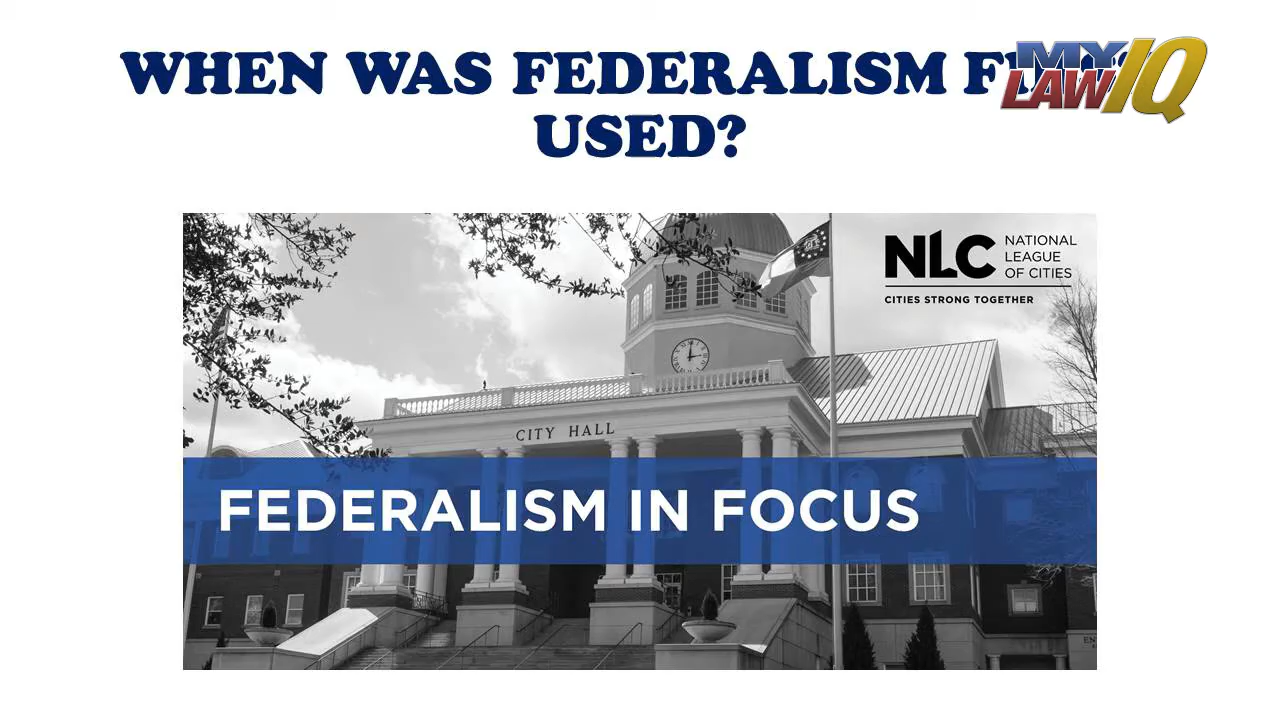 WHEN WAS FEDERALISM
USED?
MY
LAW IQ
NLC
NATIONAL
LEAGUE
OF CITIES
CITIES STRONG TOGETHER
CITY HALL
FEDERALISM IN FOCUS